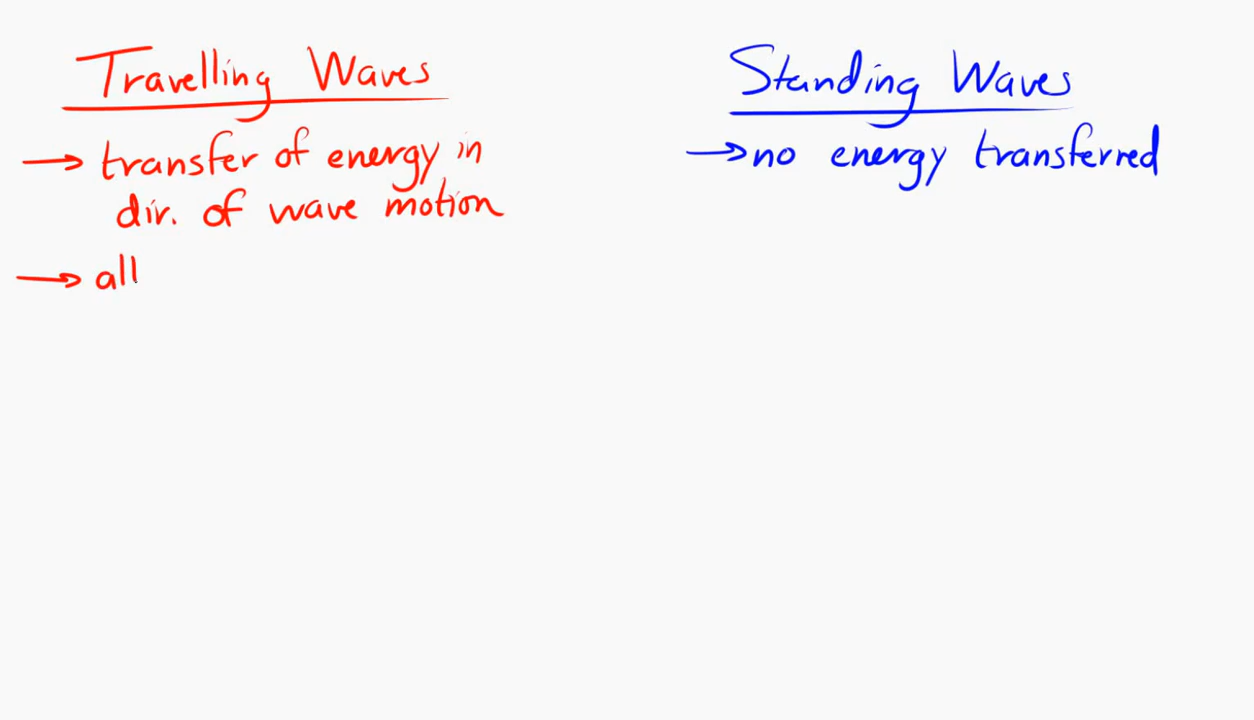 Travelling Waves
→ transfer of energy in
dir. of wave motion
→ all
Standing Waves
→ no energy transferred